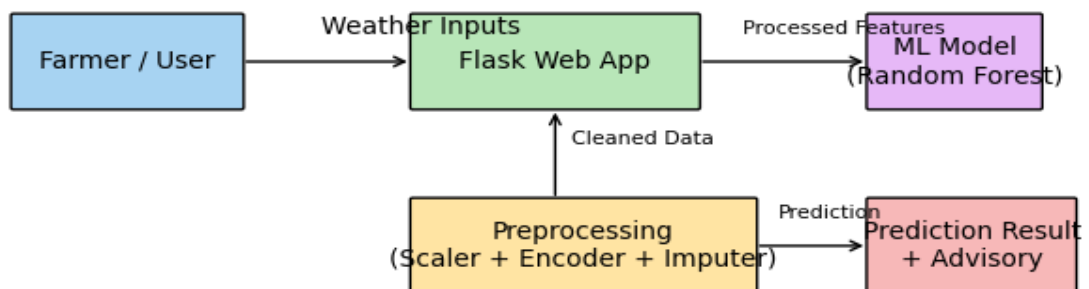 Weather Inputs
Processed Features
Farmer / User
Flask Web App
ML Model
(Random Forest)
Cleaned Data
Prediction
Preprocessing
(Scaler + Encoder + Imputer)
Prediction Result
+ Advisory